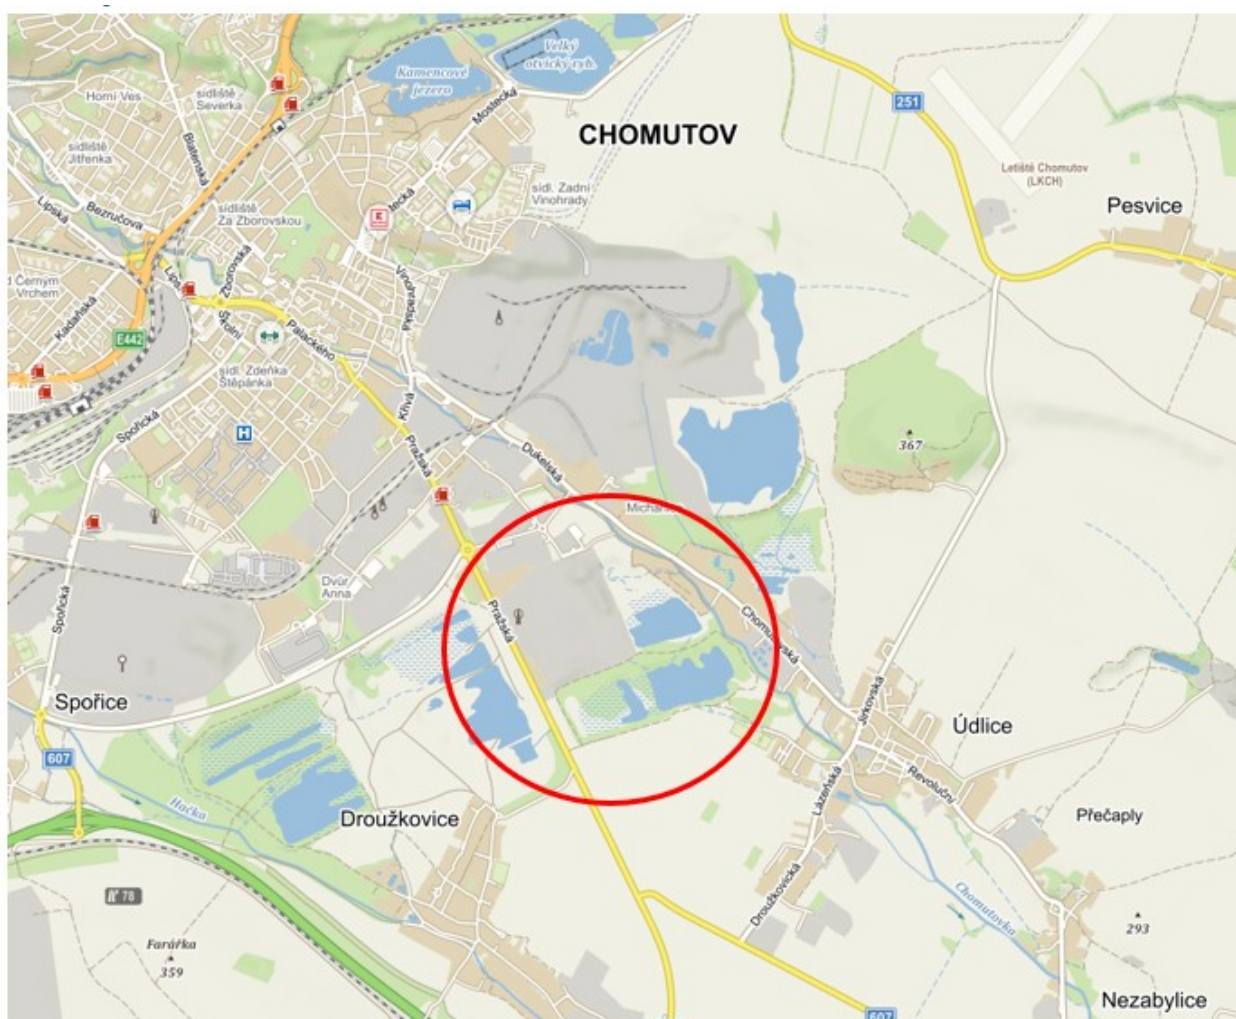 Kamencové
jezero
Velký
otvický ryb.
Mostecká
Horní Ves
sídliště
Severka
Blatenská
sídliště
Jitřenka
251
CHOMUTOV
Letiště Chomutov
(LKCH)
Lipská
Bezručova
sídliště
Za Zborovskou
sídl. Zadní
Vinohrady
Pesvice
Zborovská
Vinohradská
Černým
Vrchem
Kadaňská
Školní
Palackého
E442
sídl. Zdeňka
Štěpánka
Křivá
Spořická
H
Pražská
Dukelská
367
Dvůr
Anna
Spořická
Pražská
Chomutovská
Spořice
Jirkovská
Údlice
607
Hačka
Droužkovice
Lázeňská
Revoluční
Přečaply
78
Droužkovická
Chomutovka
293
Farářka
359
Nezabylice
607